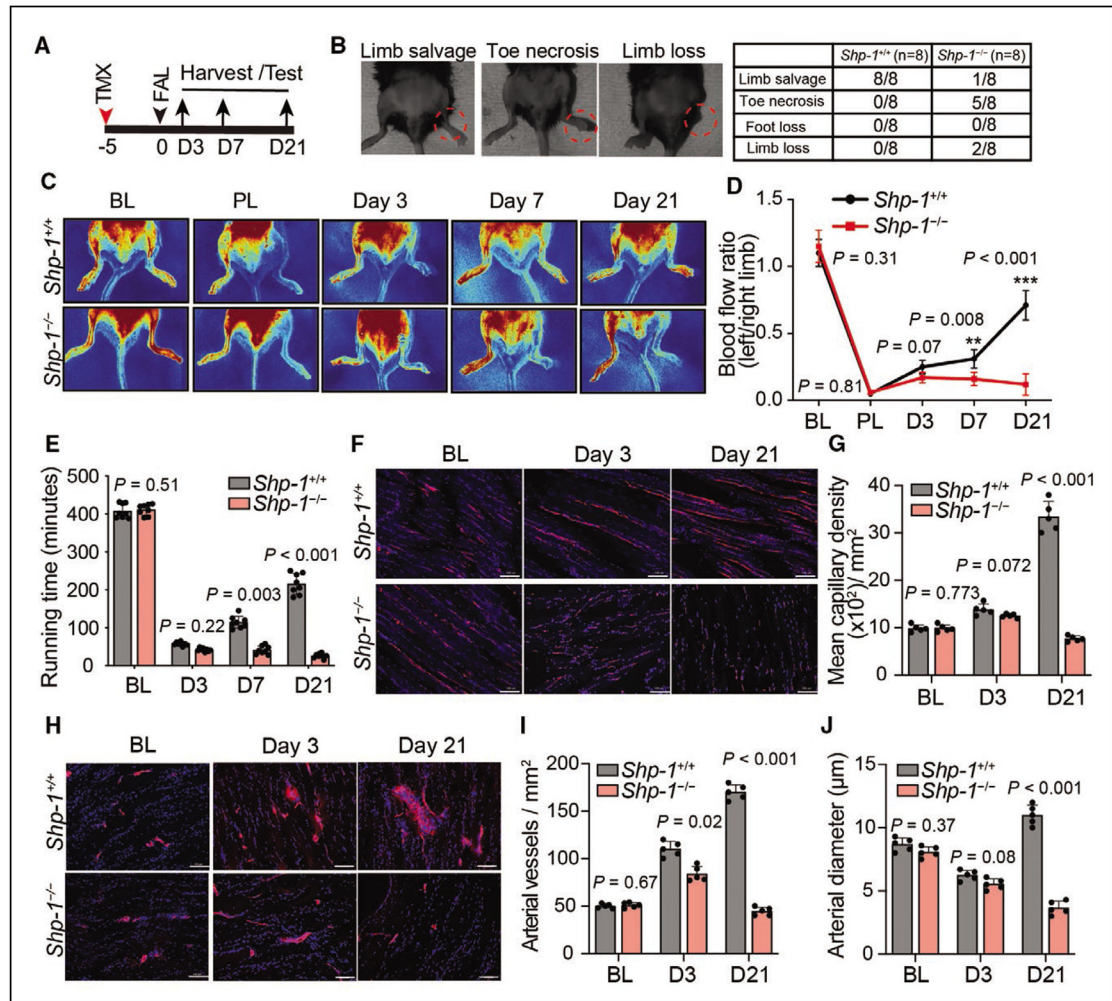 A
TMX
FAL
Harvest /Test
-5 0 D3 D7 D21
B
Limb salvage Toe necrosis Limb loss
Shp-1+/+ (n=8) Shp-1−/− (n=8)
Limb salvage 8/8 1/8
Toe necrosis 0/8 5/8
Foot loss 0/8 0/8
Limb loss 0/8 2/8
C
BL PL Day 3 Day 7 Day 21
Shp-1+/+
Shp-1−/−
D
Blood flow ratio
(left/right limb)
1.5
1.0
0.5
0.0
Shp-1+/+
Shp-1−/−
P = 0.31
P < 0.001
***
P = 0.008
**
P = 0.07
P = 0.81
BL PL D3 D7 D21
E
Running time (minutes)
500
400
300
200
100
0
Shp-1+/+
Shp-1−/−
P = 0.51
P < 0.001
P = 0.003
P = 0.22
BL D3 D7 D21
F
BL Day 3 Day 21
Shp-1+/+
Shp-1−/−
G
Mean capillary density
(x10²)/ mm²
40
30
20
10
0
Shp-1+/+
Shp-1−/−
P < 0.001
P = 0.072
P = 0.773
BL D3 D21
H
BL Day 3 Day 21
Shp-1+/+
Shp-1−/−
I
Arterial vessels / mm²
200
150
100
50
0
Shp-1+/+
Shp-1−/−
P < 0.001
P = 0.02
P = 0.67
BL D3 D21
J
Arterial diameter (μm)
15
10
5
0
Shp-1+/+
Shp-1−/−
P < 0.001
P = 0.37
P = 0.08
BL D3 D21